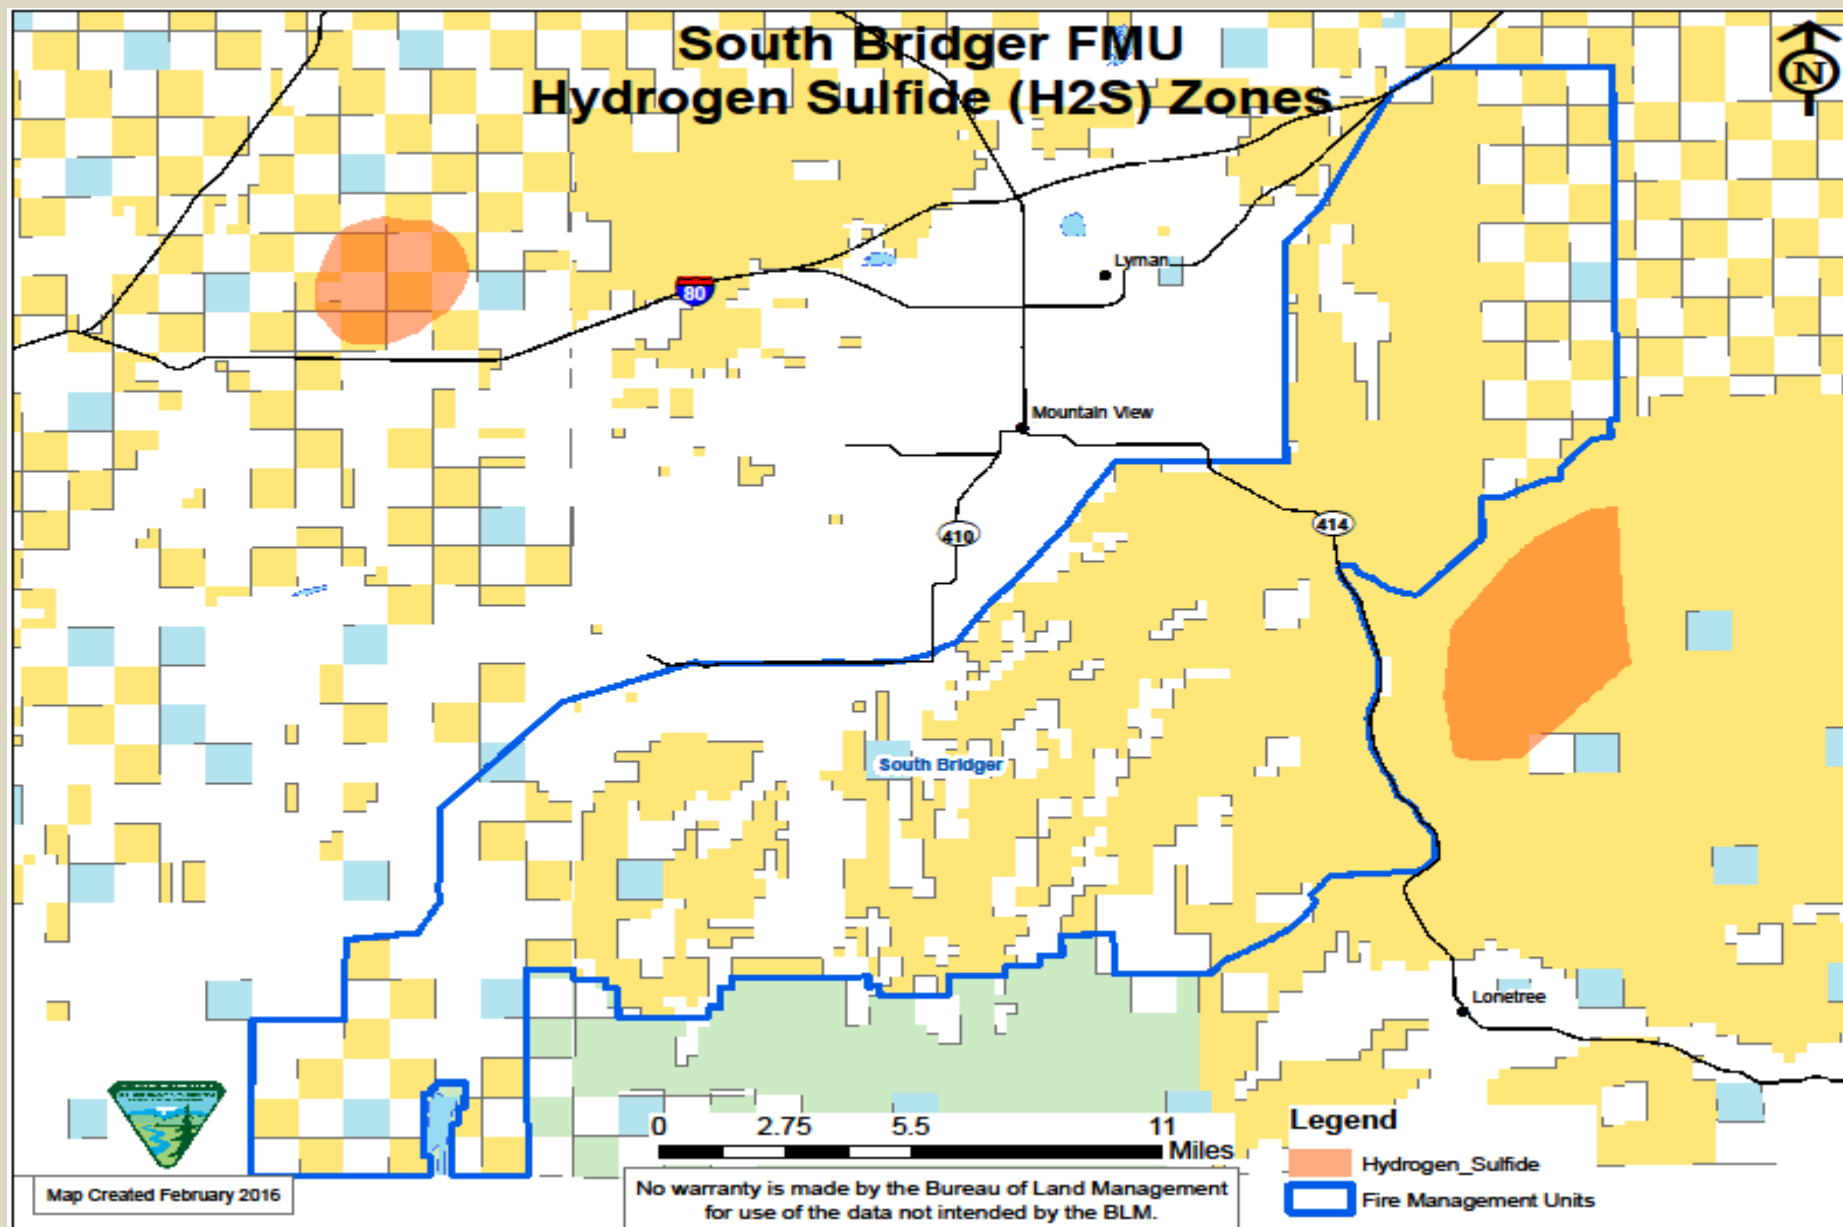 South Bridger FMU
Hydrogen Sulfide (H2S) Zones
N
80
Lyman
Mountain View
410
414
South Bridger
Lonetree
0 2.75 5.5 11
Miles
Legend
Hydrogen_Sulfide
Fire Management Units
Map Created February 2016
No warranty is made by the Bureau of Land Management
for use of the data not intended by the BLM.